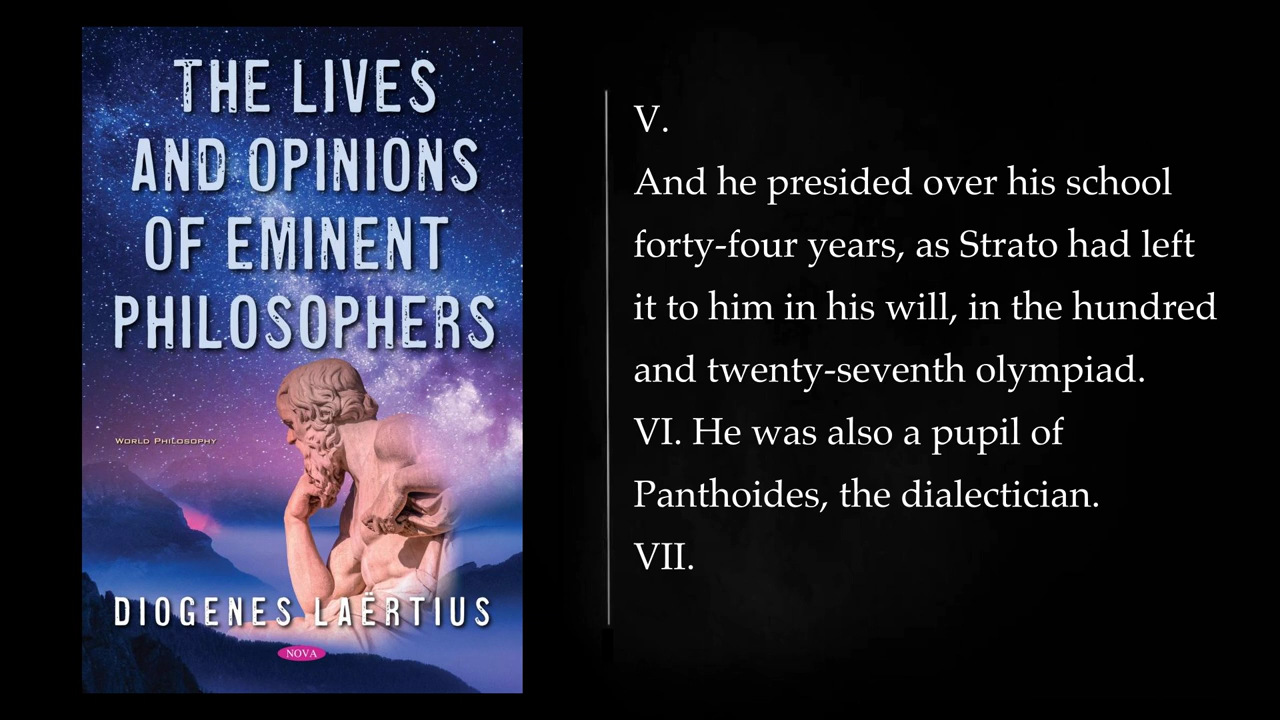 THE LIVES
AND OPINIONS
OF EMINENT
PHILOSOPHERS
WORLD PHILOSOPHY
DIOGENES LAËRTIUS
NOVA
V.
And he presided over his school
forty-four years, as Strato had left
it to him in his will, in the hundred
and twenty-seventh olympiad.
VI. He was also a pupil of
Panthoides, the dialectician.
VII.